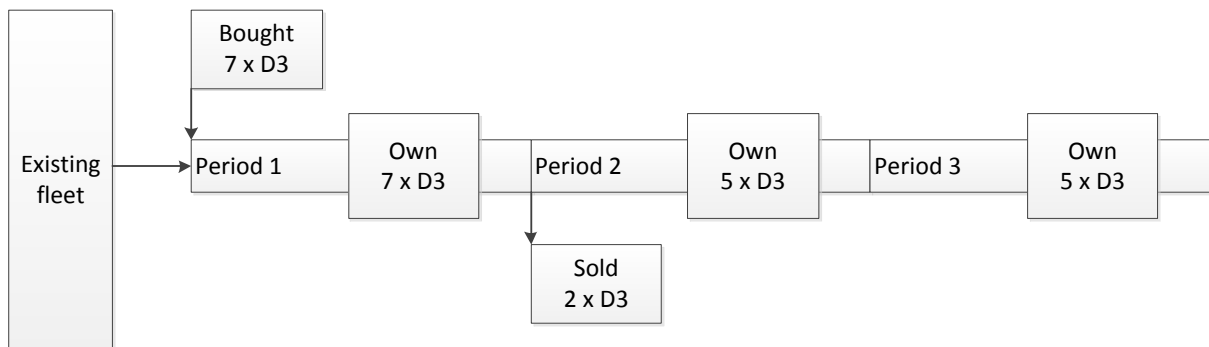 Bought
7 x D3
Existing
fleet
Period 1
Own
7 x D3
Period 2
Own
5 x D3
Period 3
Own
5 x D3
Sold
2 x D3